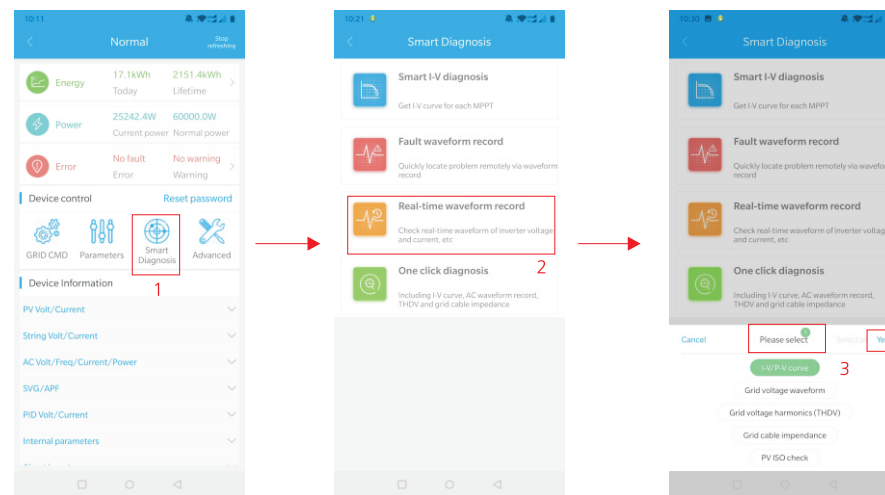 10:11
Normal
Stop
refreshing
Energy
17.1kWh
2151.4kWh
Today
Lifetime
Power
25242.4W
60000.0W
Current power
Normal power
Error
No fault
No warning
Error
Warning
Device control
Reset password
GRID CMD
Parameters
Smart
Diagnosis
Advanced
1
Device Information
PV Volt/Current
String Volt/Current
AC Volt/Freq/Current/Power
SVG/APF
PID Volt/Current
Internal parameters
10:21
Smart Diagnosis
Smart I-V diagnosis
Get I-V curve for each MPPT
Fault waveform record
Quickly locate problem remotely via waveform
record
Real-time waveform record
Check real-time waveform of inverter voltage
and current, etc
2
One click diagnosis
Including I-V curve, AC waveform record,
THDV and grid cable impedance
10:30
Smart Diagnosis
Smart I-V diagnosis
Get I-V curve for each MPPT
Fault waveform record
Quickly locate problem remotely via wavefo
record
Real-time waveform record
Check real-time waveform of inverter voltag
and current, etc
One click diagnosis
Including I-V curve, AC waveform record,
THDV and grid cable impedance
Cancel
Please select
1
Select al
Ye
3
I-V/ P-V curve
Grid voltage waveform
Grid voltage harmonics (THDV)
Grid cable impendance
PV ISO check